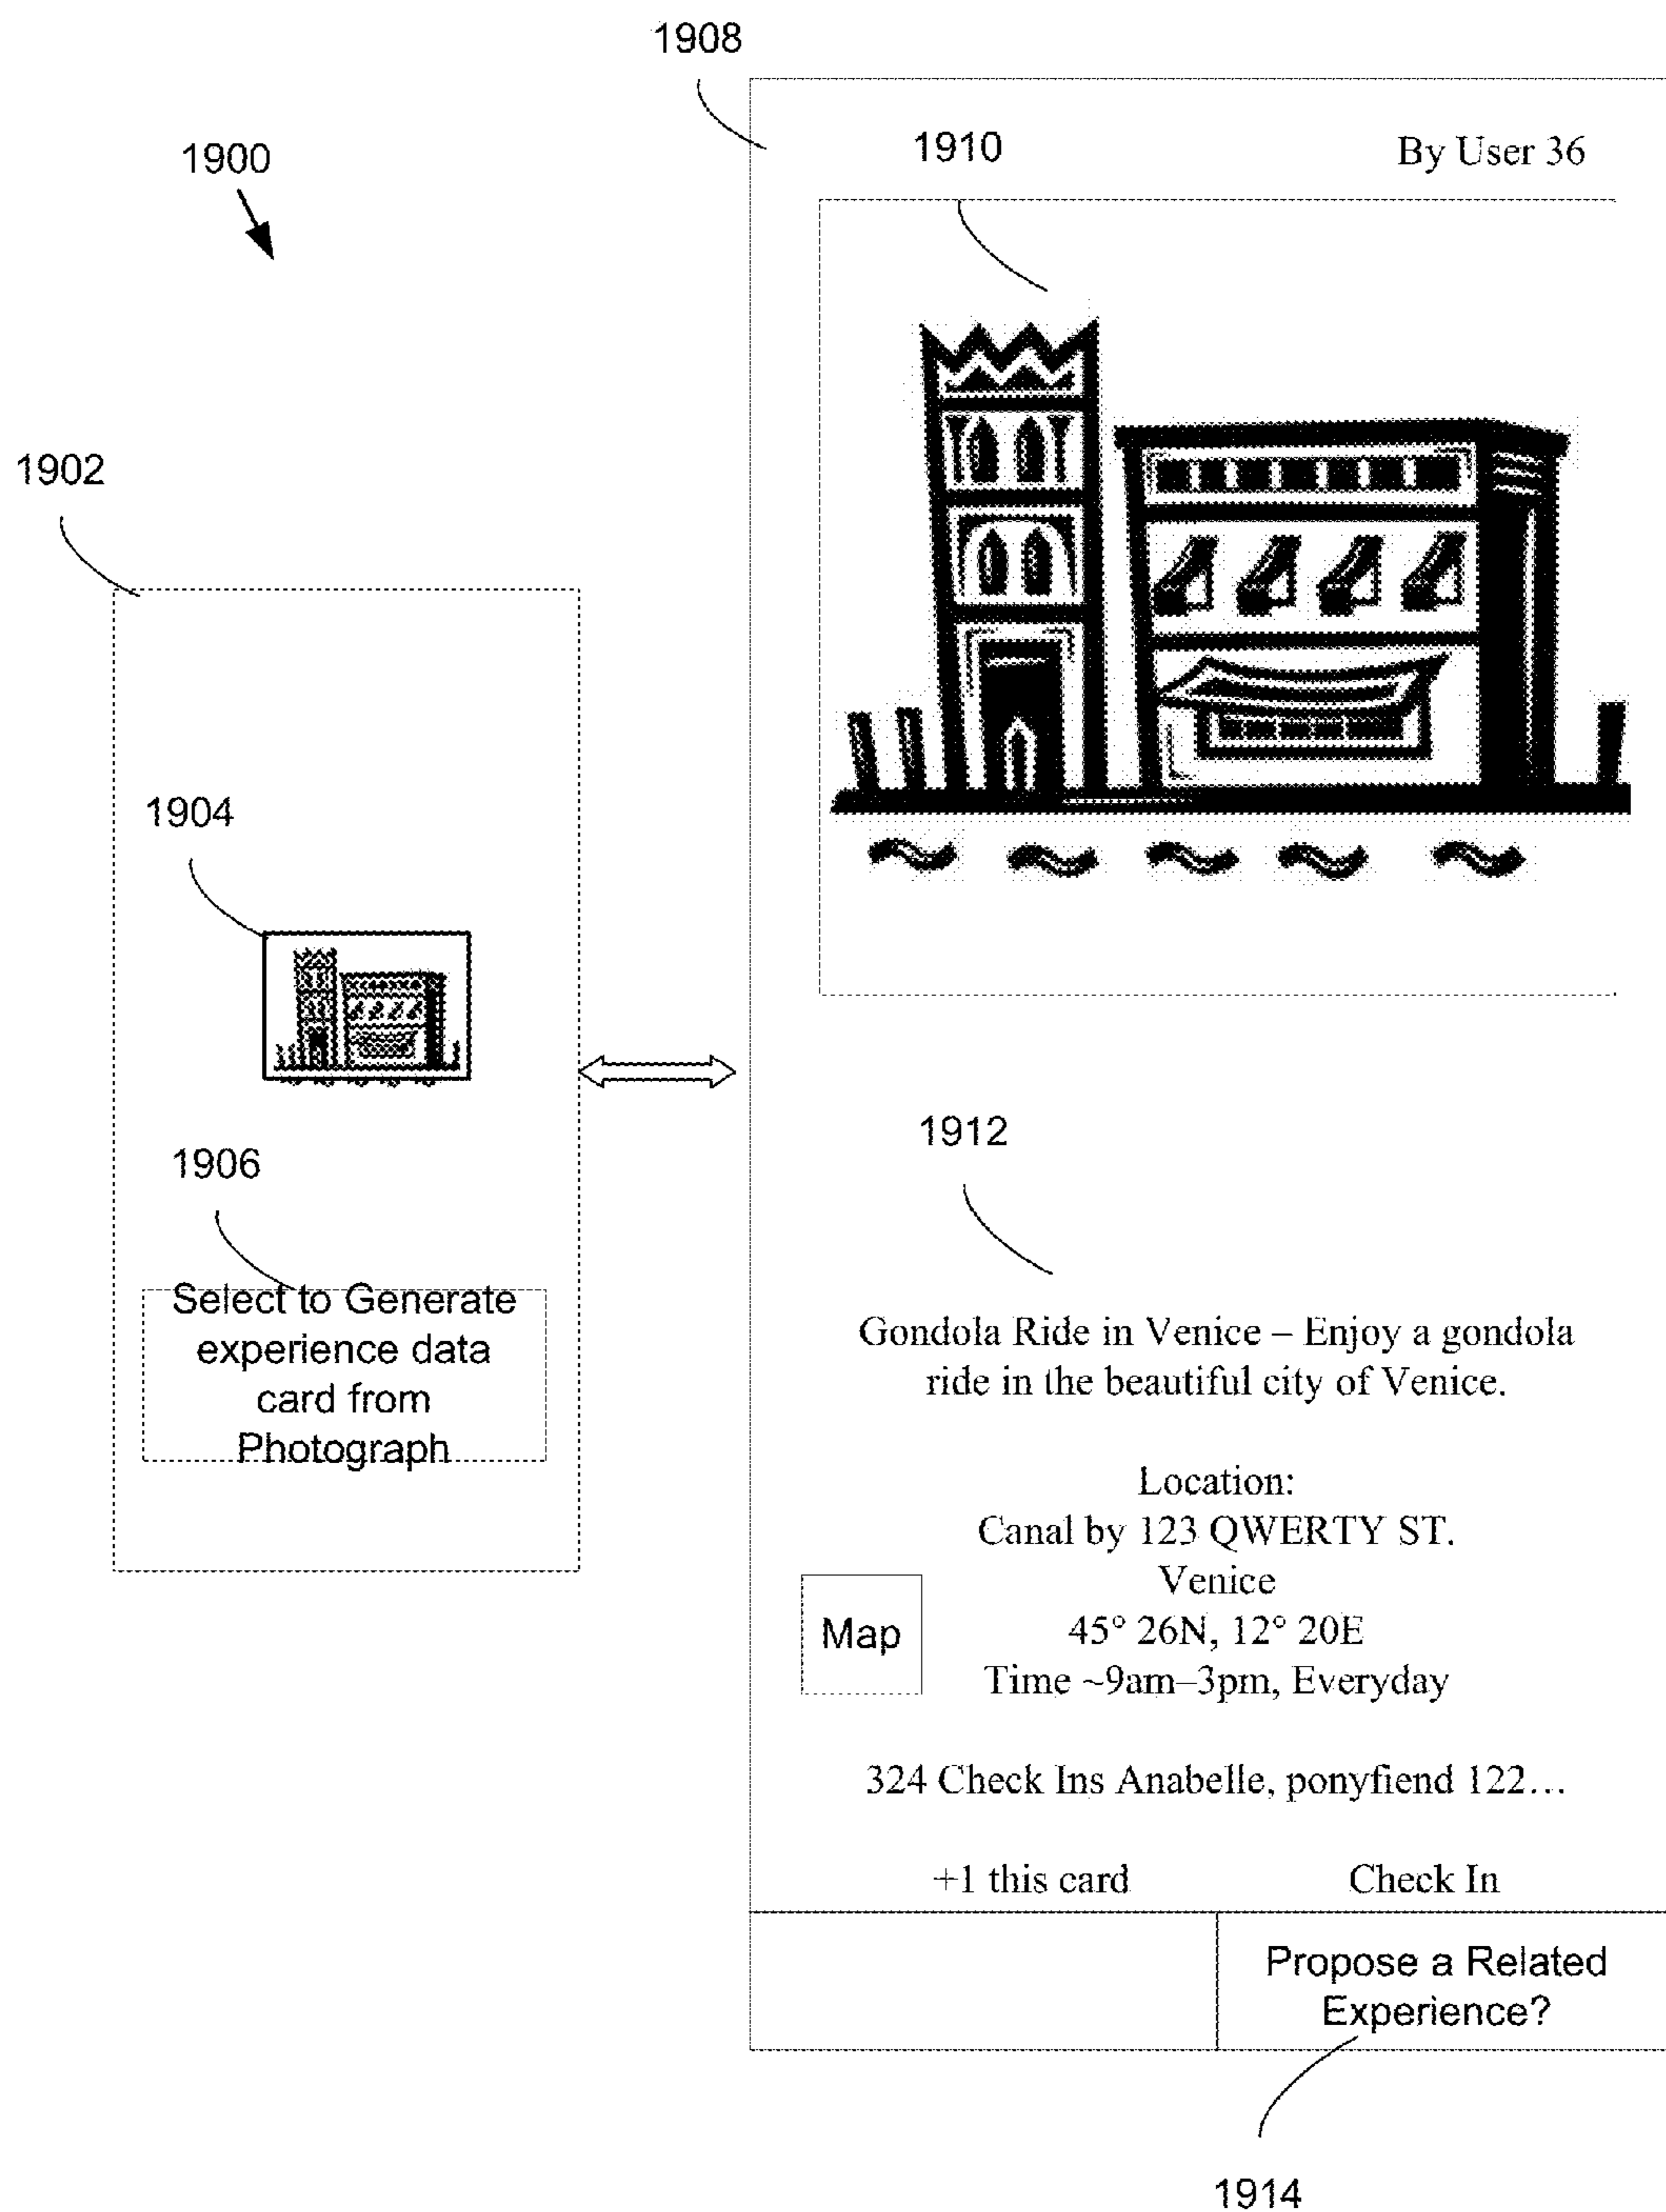 1900
1902
1904
1906
Select to Generate
experience data
card from
Photograph
1908
1910
By User 36
1912
Gondola Ride in Venice – Enjoy a gondola
ride in the beautiful city of Venice.
Location:
Canal by 123 QWERTY ST.
Venice
45° 26N, 12° 20E
Time ~9am–3pm, Everyday
Map
324 Check Ins Anabelle, ponyfiend 122…
+1 this card
Check In
Propose a Related
Experience?
1914